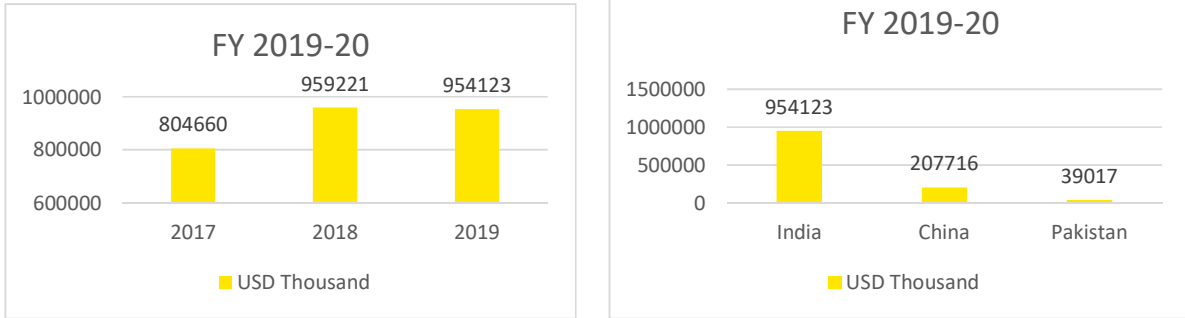 FY 2019-20
959221
954123
804660
1000000
800000
600000
2017
2018
2019
USD Thousand
FY 2019-20
1500000
954123
1000000
207716
500000
39017
0
India
China
Pakistan
USD Thousand